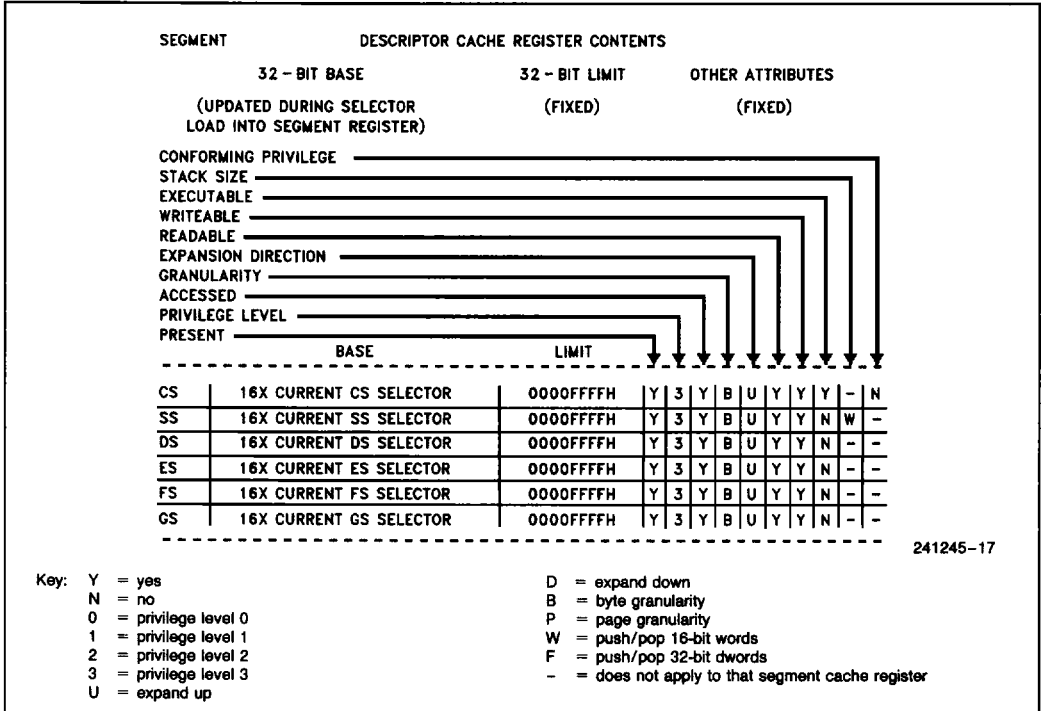 SEGMENT DESCRIPTOR CACHE REGISTER CONTENTS
32 – BIT BASE 32 – BIT LIMIT OTHER ATTRIBUTES
(UPDATED DURING SELECTOR (FIXED) (FIXED)
LOAD INTO SEGMENT REGISTER)
CONFORMING PRIVILEGE
STACK SIZE
EXECUTABLE
WRITEABLE
READABLE
EXPANSION DIRECTION
GRANULARITY
ACCESSED
PRIVILEGE LEVEL
PRESENT
BASE LIMIT
CS 16X CURRENT CS SELECTOR 0000FFFFH Y 3 Y B U Y Y Y – N
SS 16X CURRENT SS SELECTOR 0000FFFFH Y 3 Y B U Y Y N W –
DS 16X CURRENT DS SELECTOR 0000FFFFH Y 3 Y B U Y Y N – –
ES 16X CURRENT ES SELECTOR 0000FFFFH Y 3 Y B U Y Y N – –
FS 16X CURRENT FS SELECTOR 0000FFFFH Y 3 Y B U Y Y N – –
GS 16X CURRENT GS SELECTOR 0000FFFFH Y 3 Y B U Y Y N – –
241245–17
Key: Y = yes
N = no
0 = privilege level 0
1 = privilege level 1
2 = privilege level 2
3 = privilege level 3
U = expand up
D = expand down
B = byte granularity
P = page granularity
W = push/pop 16-bit words
F = push/pop 32-bit dwords
– = does not apply to that segment cache register